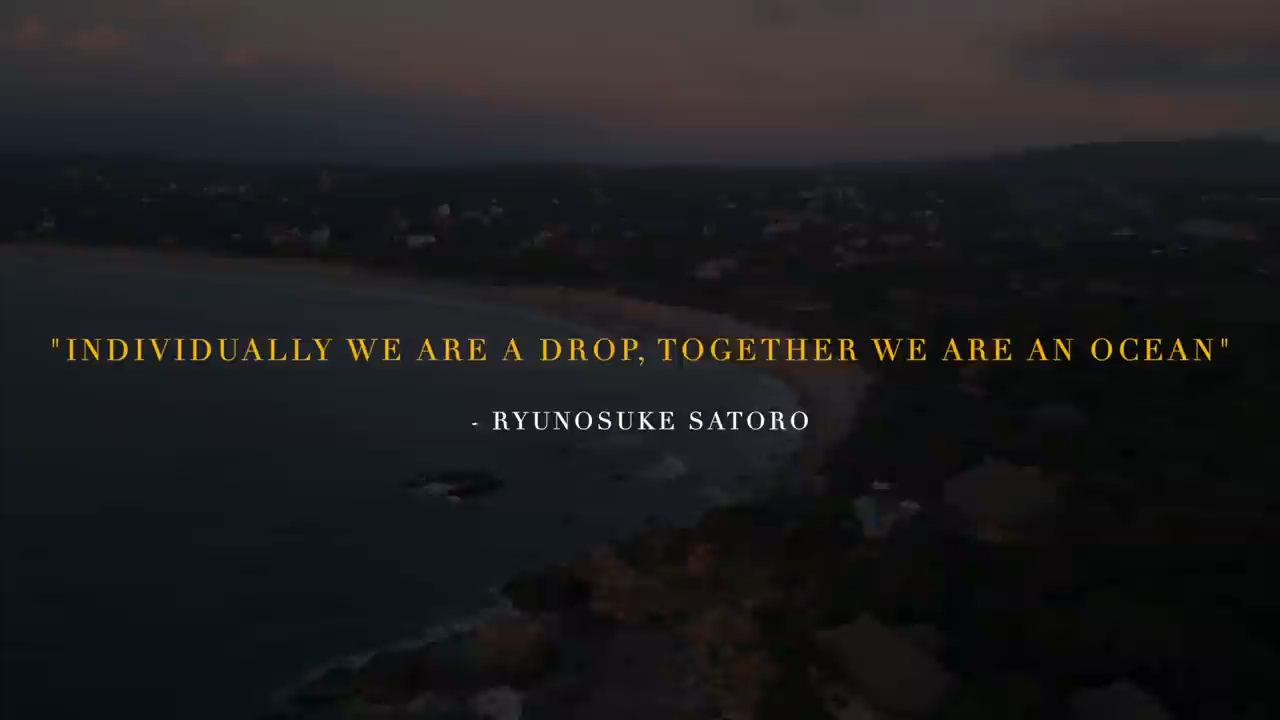 "INDIVIDUALLY WE ARE A DROP, TOGETHER WE ARE AN OCEAN"
- RYUNOSUKE SATORO